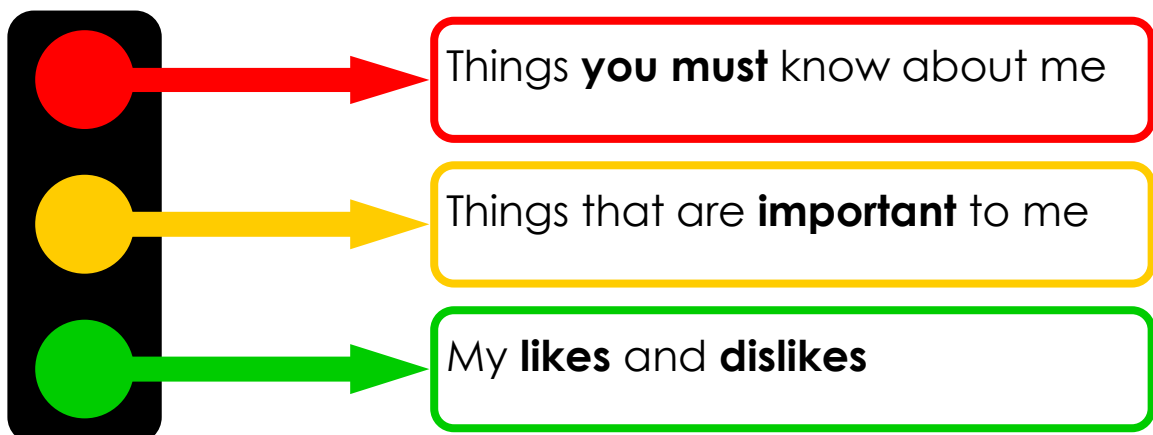 Things you must know about me
Things that are important to me
My likes and dislikes